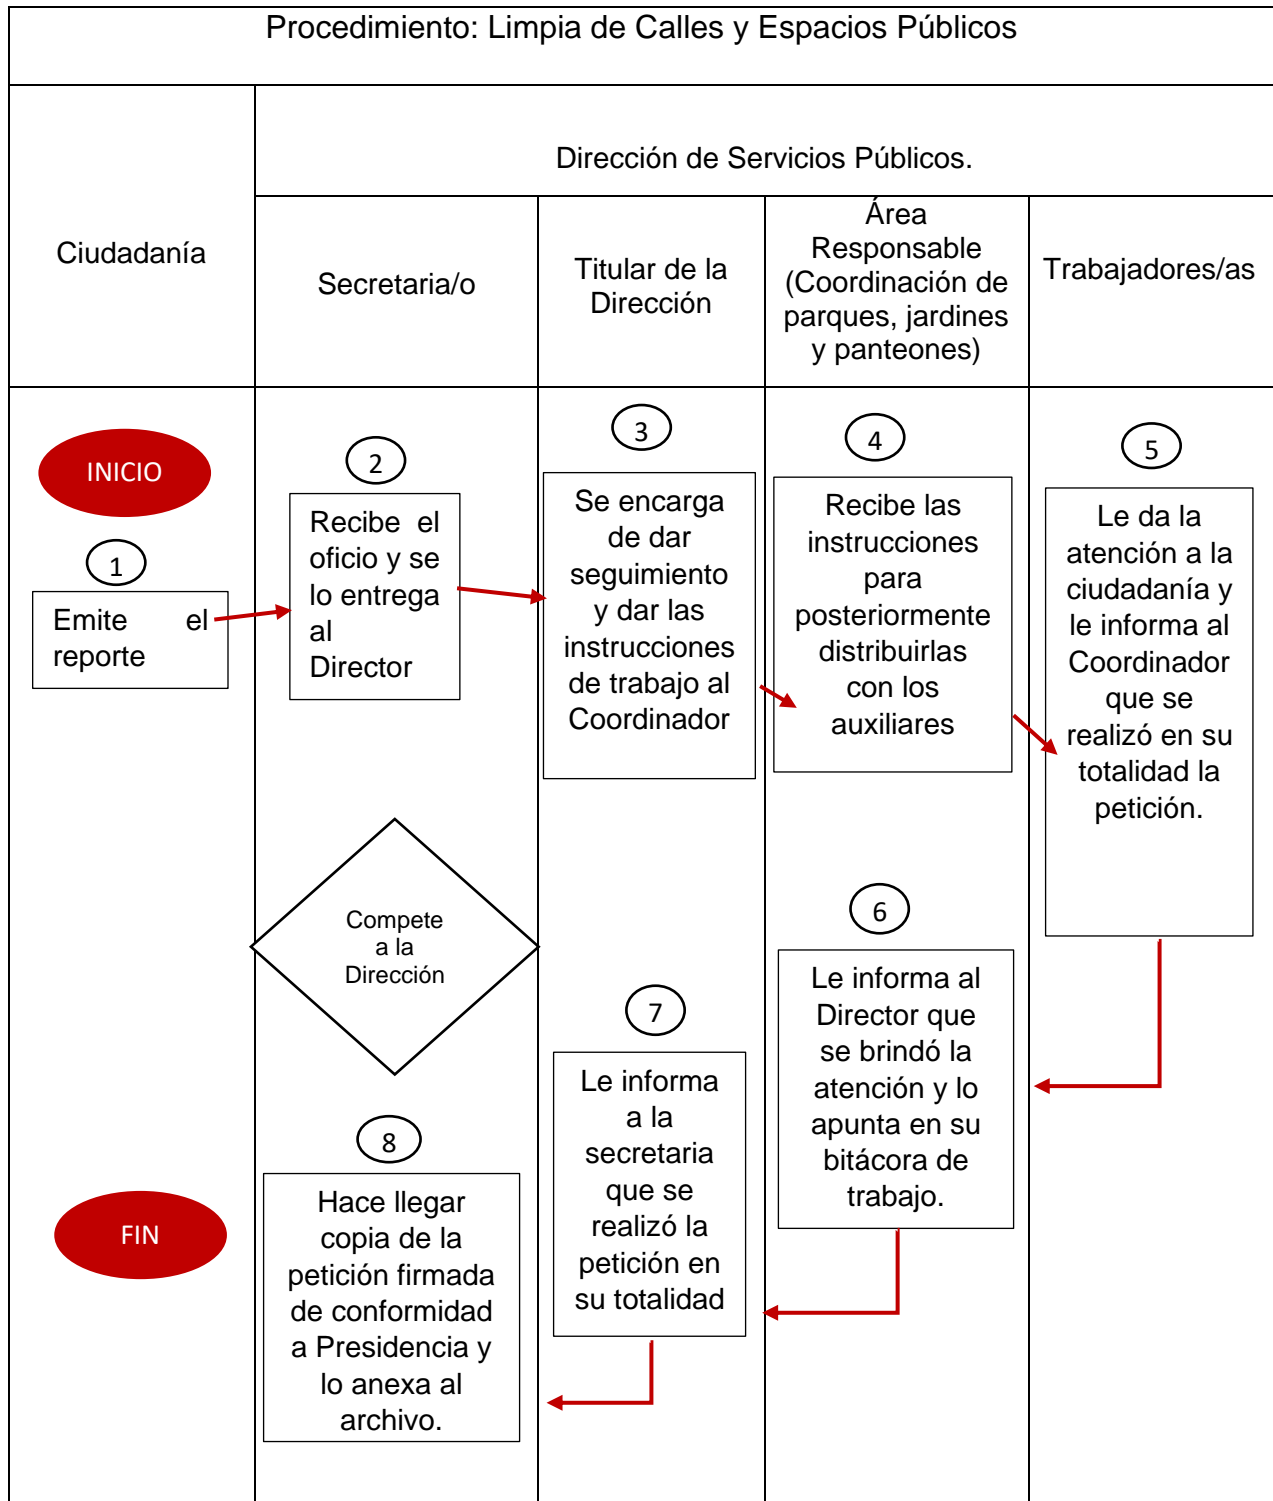 Procedimiento: Limpia de Calles y Espacios Públicos
Ciudadanía
Dirección de Servicios Públicos.
Secretaria/o
Titular de la
Dirección
Área
Responsable
(Coordinación de
parques, jardines
y panteones)
Trabajadores/as
INICIO
1
Emite el
reporte
2
Recibe el
oficio y se
lo entrega
al
Director
3
Se encarga
de dar
seguimiento
y dar las
instrucciones
de trabajo al
Coordinador
4
Recibe las
instrucciones
para
posteriormente
distribuirlas
con los
auxiliares
5
Le da la
atención a la
ciudadanía y
le informa al
Coordinador
que se
realizó en su
totalidad la
petición.
Compete
a la
Dirección
6
Le informa al
Director que
se brindó la
atención y lo
apunta en su
bitácora de
trabajo.
7
Le informa
a la
secretaria
que se
realizó la
petición en
su totalidad
8
Hace llegar
copia de la
petición firmada
de conformidad
a Presidencia y
lo anexa al
archivo.
FIN